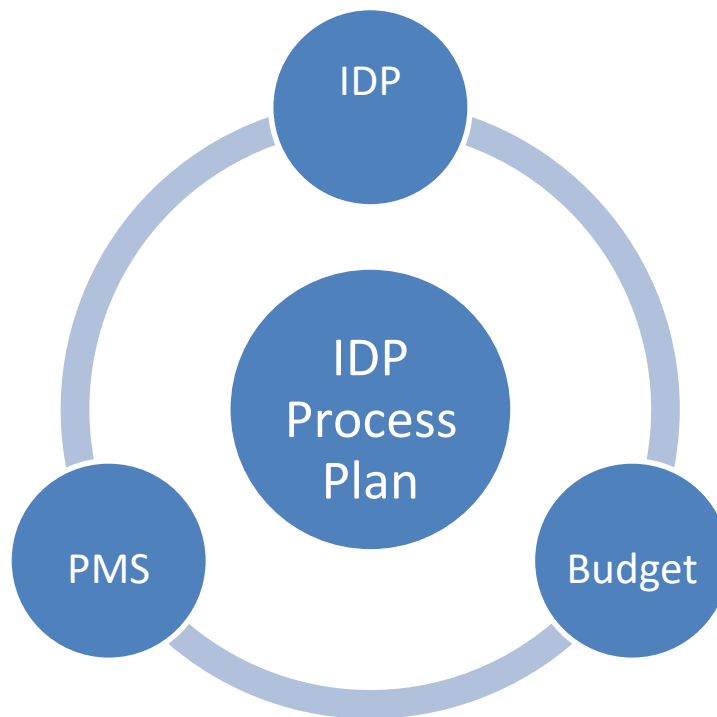 IDP
IDP
Process
Plan
PMS
Budget